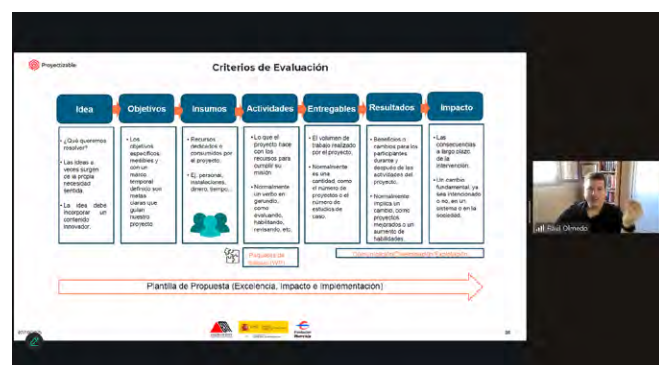 Proyectizable
Criterios de Evaluación
Idea
Objetivos
Insumos
Actividades
Entregables
Resultados
Impacto
• ¿Qué queremos
resolver?
• Las ideas a
veces surgen
de la propia
necesidad
sentida.
• La idea debe
incorporar un
contenido
innovador.
• Los
objetivos
específicos,
medibles y
con un
marco
temporal
definido son
metas
claras que
guían
nuestro
proyecto
• Recursos
dedicados o
consumidos por
el proyecto.
• Ej. personal,
instalaciones,
dinero, tiempo...
• Lo que el
proyecto hace
con los
recursos para
cumplir su
misión
• Normalmente
un verbo en
gerundio,
como
evaluando,
habilitando,
revisando, etc.
• El volumen de
trabajo realizado
por el proyecto.
• Normalmente
es una
cantidad, como
el número de
proyectos o el
número de
estudios de
caso.
• Beneficios o
cambios para los
participantes
durante y
después de las
actividades del
proyecto.
• Normalmente
implica un
cambio, como
proyectos
mejorados o un
aumento de
habilidades.
• Las
consecuencias
a largo plazo
de la
intervención.
• Un cambio
fundamental, ya
sea intencionado
o no, en un
sistema o en la
sociedad.
Paquetes de
Plantilla de Propuesta (Excelencia, Impacto e Implementación)
Raúl Olmedo